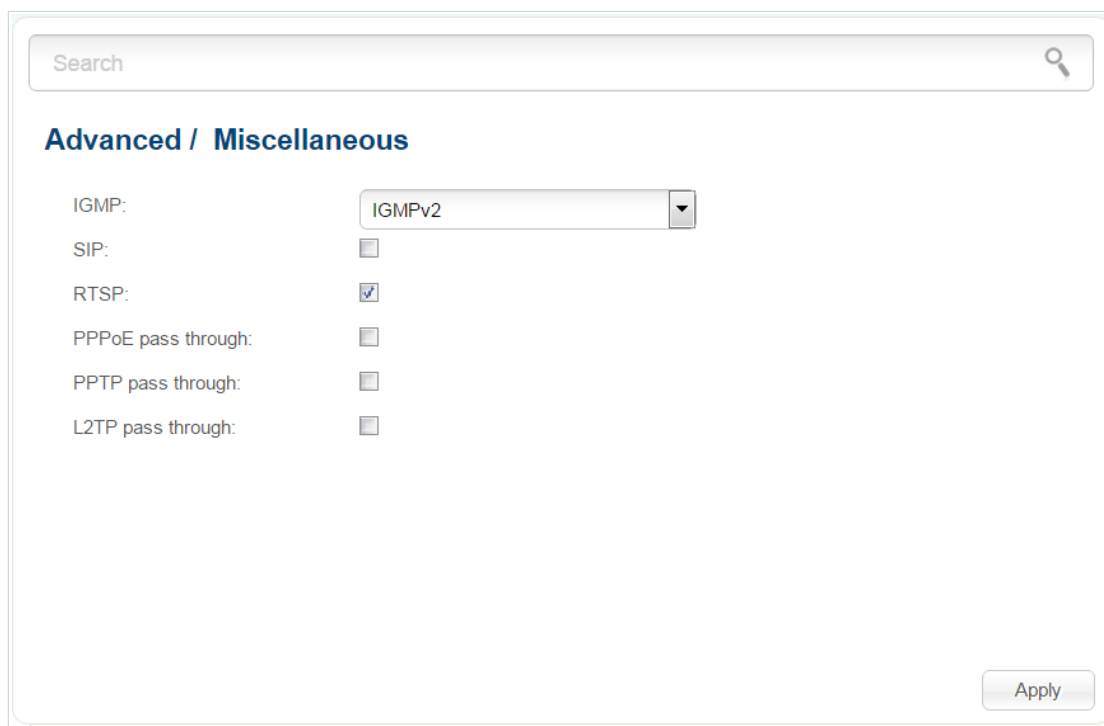 Search
Advanced / Miscellaneous
IGMP: IGMPv2
SIP:
RTSP:
PPPoE pass through:
PPTP pass through:
L2TP pass through:
Apply